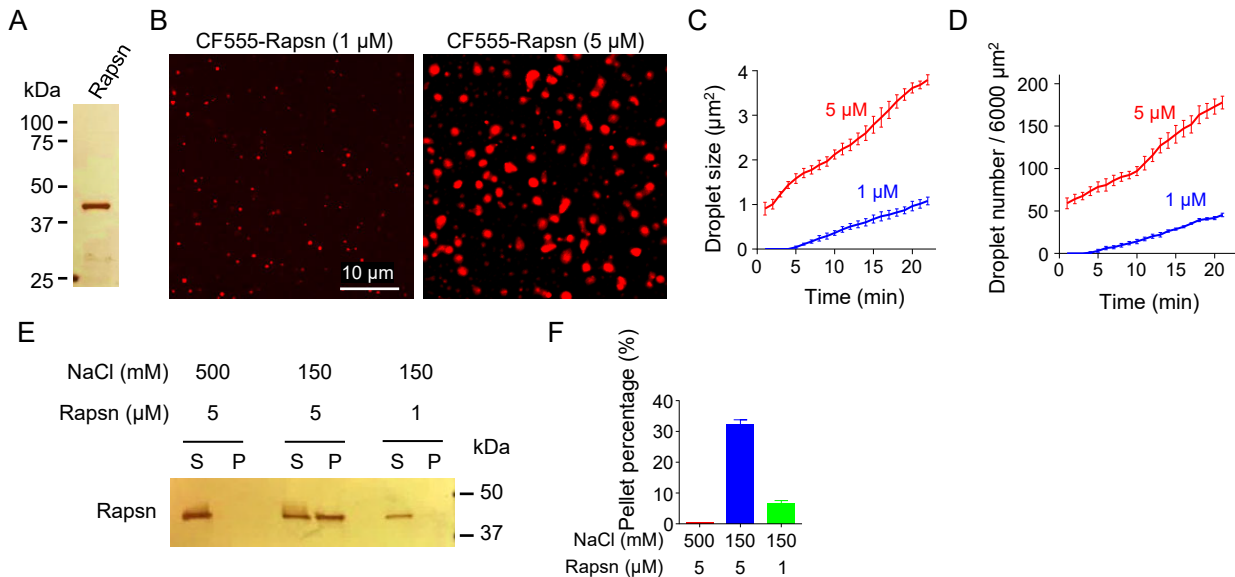 A
kDa
Rapsn
100
75
50
37
25
B
CF555-Rapsn (1 µM)
CF555-Rapsn (5 µM)
10 µm
C
Droplet size (µm²)
4
3
2
1
0
5 µM
1 µM
0 5 10 15 20
Time (min)
D
Droplet number / 6000 µm²
200
150
100
50
0
5 µM
1 µM
0 5 10 15 20
Time (min)
E
NaCl (mM) 500 150 150
Rapsn (µM) 5 5 1
S P S P S P kDa
Rapsn
50
37
F
Pellet percentage (%)
40
30
20
10
0
NaCl (mM) 500 150 150
Rapsn (µM) 5 5 1